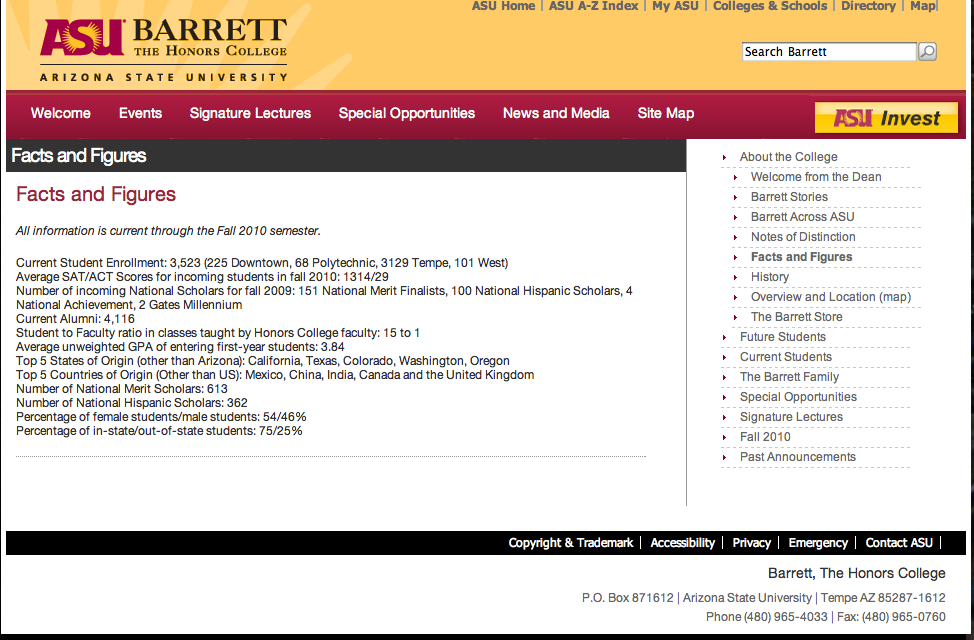 ASU Home | ASU A-Z Index | My ASU | Colleges & Schools | Directory | Map|
ASU BARRETT
THE HONORS COLLEGE
ARIZONA STATE UNIVERSITY
Search Barrett
Welcome Events Signature Lectures Special Opportunities News and Media Site Map
ASU Invest
Facts and Figures
Facts and Figures
All information is current through the Fall 2010 semester.
Current Student Enrollment: 3,523 (225 Downtown, 68 Polytechnic, 3129 Tempe, 101 West)
Average SAT/ACT Scores for incoming students in fall 2010: 1314/29
Number of incoming National Scholars for fall 2009: 151 National Merit Finalists, 100 National Hispanic Scholars, 4
National Achievement, 2 Gates Millennium
Current Alumni: 4,116
Student to Faculty ratio in classes taught by Honors College faculty: 15 to 1
Average unweighted GPA of entering first-year students: 3.84
Top 5 States of Origin (other than Arizona): California, Texas, Colorado, Washington, Oregon
Top 5 Countries of Origin (Other than US): Mexico, China, India, Canada and the United Kingdom
Number of National Merit Scholars: 613
Number of National Hispanic Scholars: 362
Percentage of female students/male students: 54/46%
Percentage of in-state/out-of-state students: 75/25%
About the College
Welcome from the Dean
Barrett Stories
Barrett Across ASU
Notes of Distinction
Facts and Figures
History
Overview and Location (map)
The Barrett Store
Future Students
Current Students
The Barrett Family
Special Opportunities
Signature Lectures
Fall 2010
Past Announcements
Copyright & Trademark | Accessibility | Privacy | Emergency | Contact ASU |
Barrett, The Honors College
P.O. Box 871612 | Arizona State University | Tempe AZ 85287-1612
Phone (480) 965-4033 | Fax: (480) 965-0760